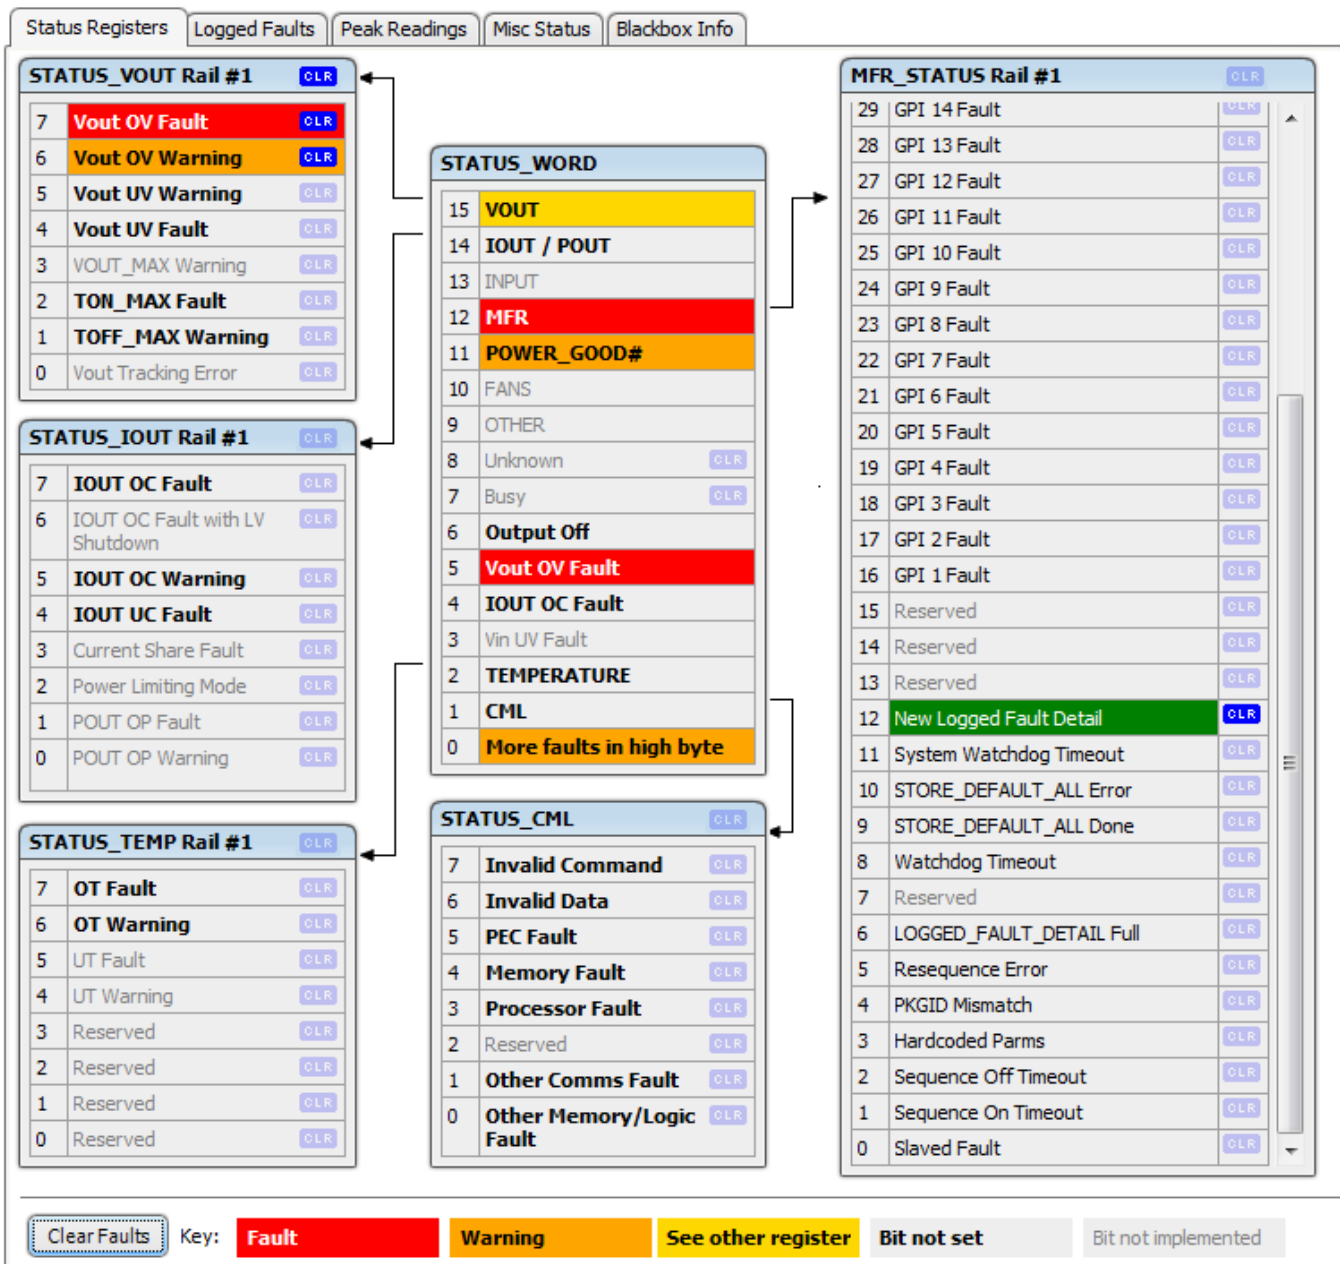 Status Registers Logged Faults Peak Readings Misc Status Blackbox Info
STATUS_VOUT Rail #1 CLR
7 Vout OV Fault CLR
6 Vout OV Warning CLR
5 Vout UV Warning CLR
4 Vout UV Fault CLR
3 VOUT_MAX Warning CLR
2 TON_MAX Fault CLR
1 TOFF_MAX Warning CLR
0 Vout Tracking Error CLR
STATUS_IOUT Rail #1 CLR
7 IOUT OC Fault CLR
6 IOUT OC Fault with LV CLR
Shutdown
5 IOUT OC Warning CLR
4 IOUT UC Fault CLR
3 Current Share Fault CLR
2 Power Limiting Mode CLR
1 POUT OP Fault CLR
0 POUT OP Warning CLR
STATUS_TEMP Rail #1 CLR
7 OT Fault CLR
6 OT Warning CLR
5 UT Fault CLR
4 UT Warning CLR
3 Reserved CLR
2 Reserved CLR
1 Reserved CLR
0 Reserved CLR
STATUS_WORD
15 VOUT
14 IOUT / POUT
13 INPUT
12 MFR
11 POWER_GOOD#
10 FANS
9 OTHER
8 Unknown CLR
7 Busy CLR
6 Output Off
5 Vout OV Fault
4 IOUT OC Fault
3 Vin UV Fault
2 TEMPERATURE
1 CML
0 More faults in high byte
STATUS_CML CLR
7 Invalid Command CLR
6 Invalid Data CLR
5 PEC Fault CLR
4 Memory Fault CLR
3 Processor Fault CLR
2 Reserved CLR
1 Other Comms Fault CLR
0 Other Memory/Logic CLR
Fault
MFR_STATUS Rail #1 CLR
29 GPI 14 Fault CLR
28 GPI 13 Fault CLR
27 GPI 12 Fault CLR
26 GPI 11 Fault CLR
25 GPI 10 Fault CLR
24 GPI 9 Fault CLR
23 GPI 8 Fault CLR
22 GPI 7 Fault CLR
21 GPI 6 Fault CLR
20 GPI 5 Fault CLR
19 GPI 4 Fault CLR
18 GPI 3 Fault CLR
17 GPI 2 Fault CLR
16 GPI 1 Fault CLR
15 Reserved CLR
14 Reserved CLR
13 Reserved CLR
12 New Logged Fault Detail CLR
11 System Watchdog Timeout CLR
10 STORE_DEFAULT_ALL Error CLR
9 STORE_DEFAULT_ALL Done CLR
8 Watchdog Timeout CLR
7 Reserved CLR
6 LOGGED_FAULT_DETAIL Full CLR
5 Resequence Error CLR
4 PKGID Mismatch CLR
3 Hardcoded Parms CLR
2 Sequence Off Timeout CLR
1 Sequence On Timeout CLR
0 Slaved Fault CLR
Clear Faults Key: Fault Warning See other register Bit not set Bit not implemented